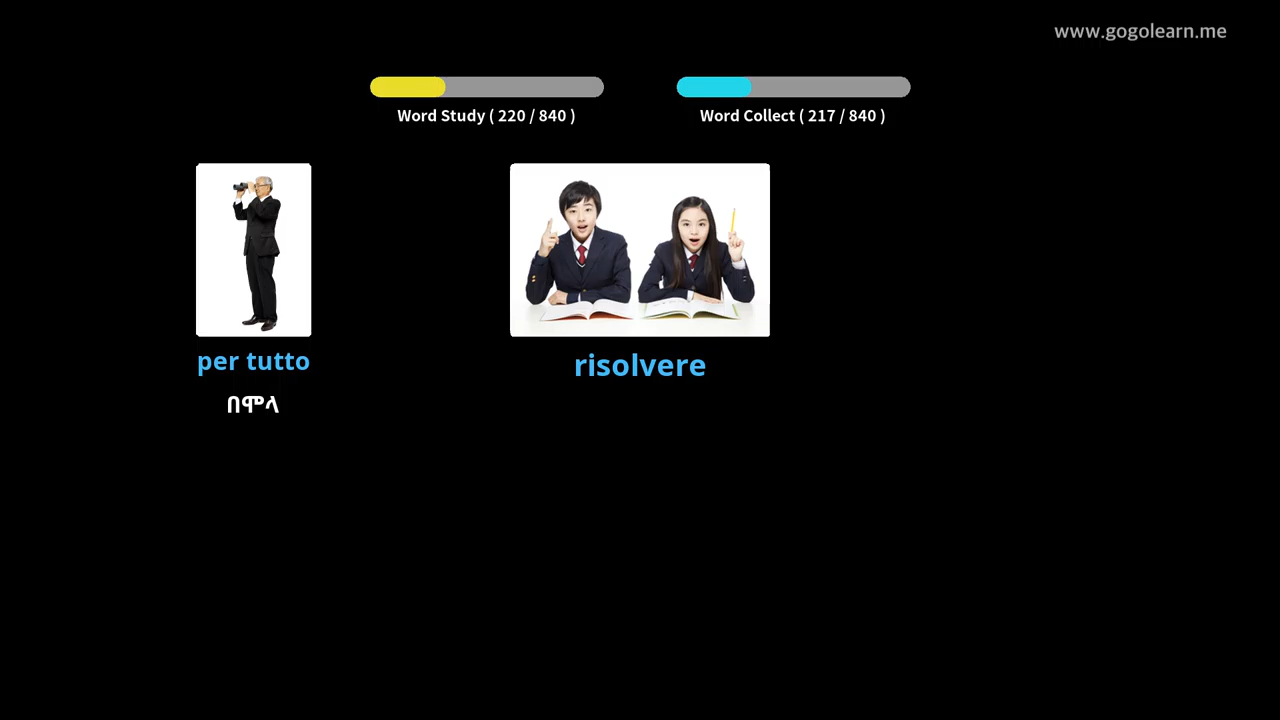 www.gogolearn.me
Word Study ( 220 / 840 )
Word Collect ( 217 / 840 )
per tutto
በሞላ
risolvere